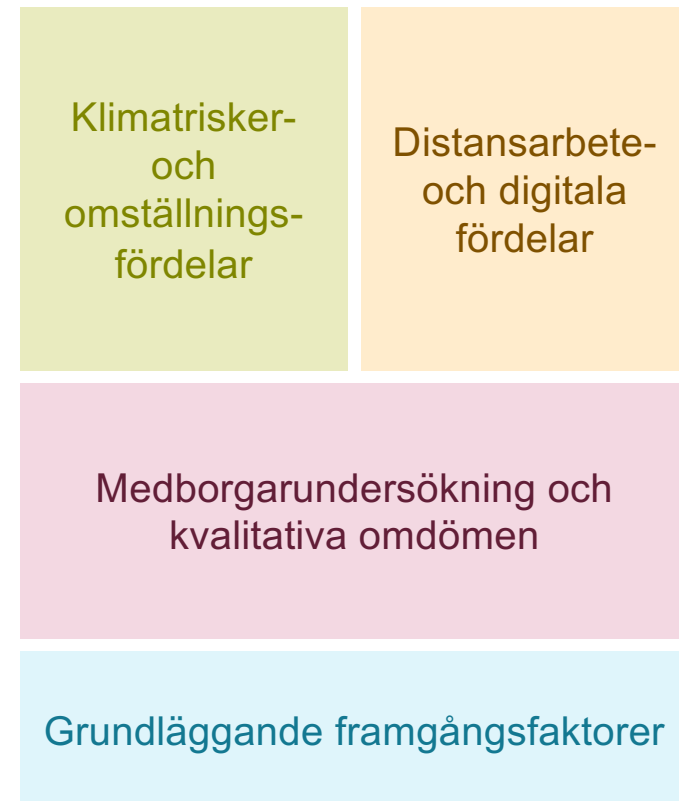 Klimatrisker-
och
omställnings-
fördelar
Distansarbete-
och digitala
fördelar
Medborgarundersökning och
kvalitativa omdömen
Grundläggande framgångsfaktorer